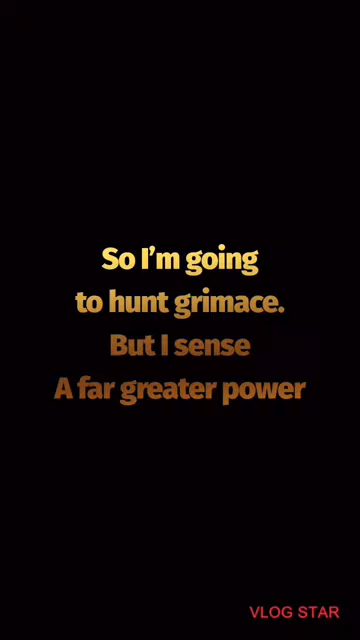 So I'm going
to hunt grimace.
But I sense
A far greater power
VLOG STAR